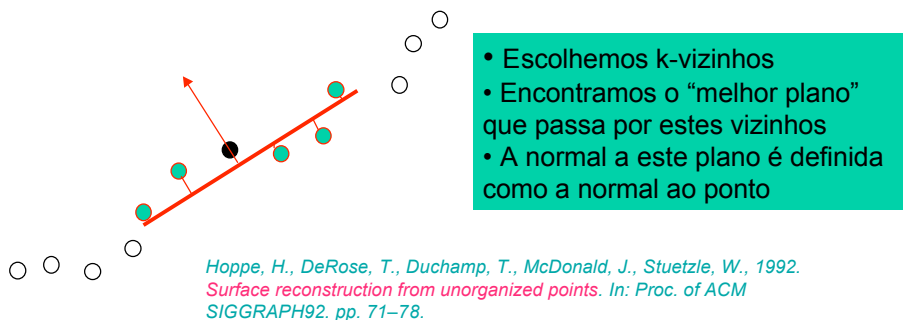 • Escolhemos k-vizinhos
• Encontramos o “melhor plano”
que passa por estes vizinhos
• A normal a este plano é definida
como a normal ao ponto
Hoppe, H., DeRose, T., Duchamp, T., McDonald, J., Stuetzle, W., 1992.
Surface reconstruction from unorganized points. In: Proc. of ACM
SIGGRAPH92. pp. 71–78.